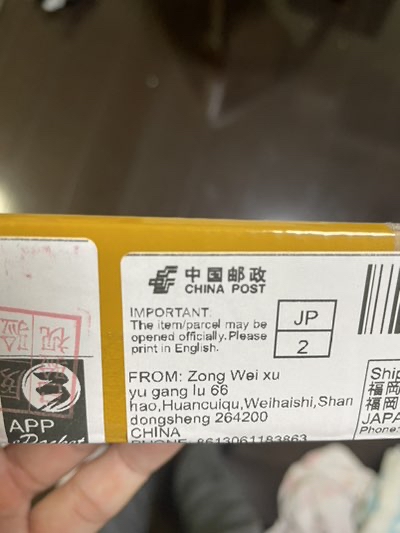 中国邮政
CHINA POST
IMPORTANT.
The item/parcel may be
opened officially. Please
print in English.
JP
2
FROM: Zong Wei xu
yu gang lu 66
hao,Huancuiqu,Weihaishi,Shan
dongsheng 264200
CHINA
PHONE: 8613061183863
Ship
福岡
福岡
JAPA
Phone:
APP